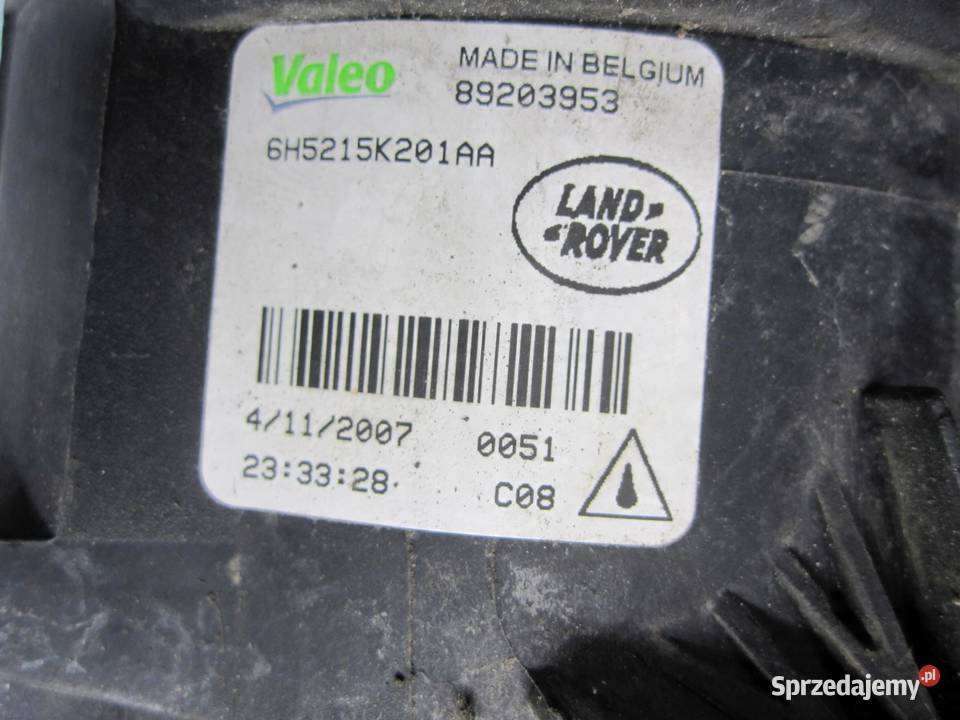 Valeo
MADE IN BELGIUM
89203953
6H5215K201AA
LAND-
-ROVER
4/11/2007 0051
23:33:28 C08
Sprzedajemy.pl